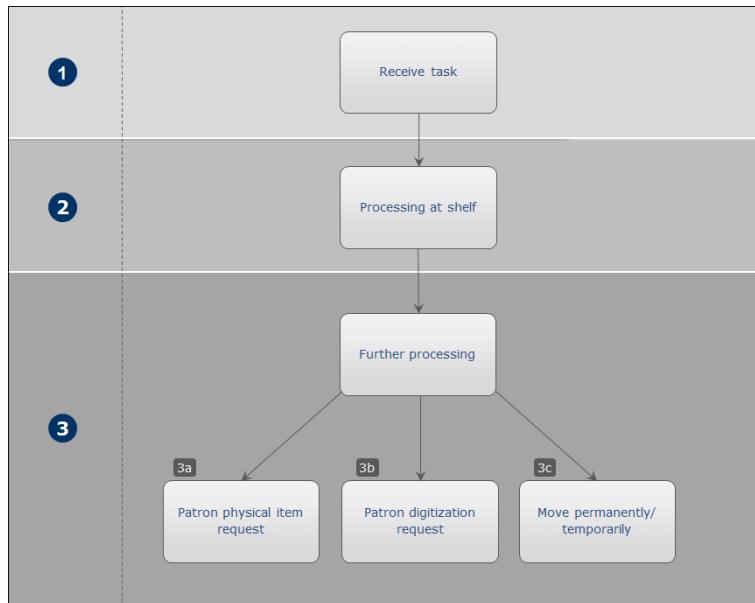 1
Receive task
2
Processing at shelf
3
Further processing
3a
3b
3c
Patron physical item
request
Patron digitization
request
Move permanently/
temporarily